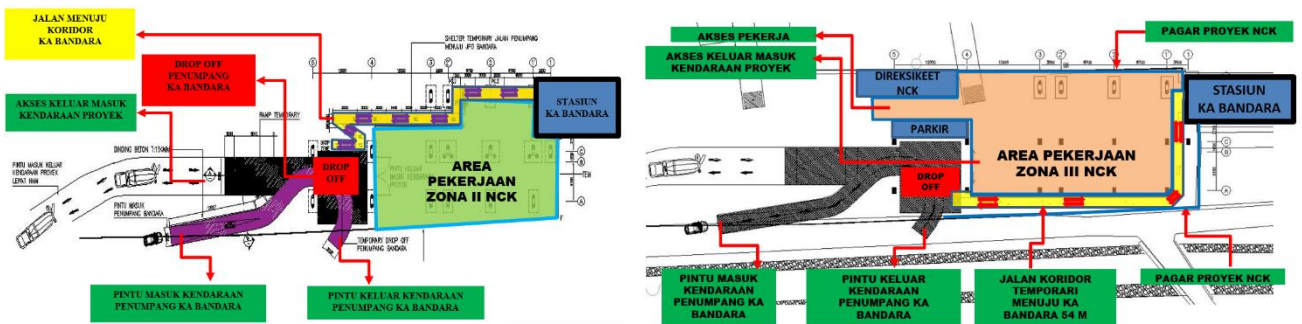 JALAN MENUJU
KORIDOR
KA BANDARA
DROP OFF
PENUMPANG
KA BANDARA
AKSES KELUAR MASUK
KENDARAAN PROYEK
SHELTER TEMPORARY JALAN PENUMPANG
MENUJU JPO BANDARA
STASIUN
KA BANDARA
RAMP TEMPORARY
PINTU MASUK KELUAR
KENDARAAN PROYEK
DROP
OFF
AREA
PEKERJAAN
ZONA II NCK
PINTU MASUK
PENUMPANG BANDARA
TEMPORARY DROP OFF
PENUMPANG BANDARA
PINTU MASUK KENDARAAN
PENUMPANG KA BANDARA
PINTU KELUAR KENDARAAN
PENUMPANG KA BANDARA
AKSES PEKERJA
AKSES KELUAR MASUK
KENDARAAN PROYEK
PAGAR PROYEK NCK
DIREKSIKEET
NCK
STASIUN
KA BANDARA
PARKIR
AREA PEKERJAAN
ZONA III NCK
DROP
OFF
PINTU MASUK
KENDARAAN
PENUMPANG KA
BANDARA
PINTU KELUAR
KENDARAAN
PENUMPANG KA
BANDARA
JALAN KORIDOR
TEMPORARI
MENUJU KA
BANDARA 54 M
PAGAR PROYEK NCK